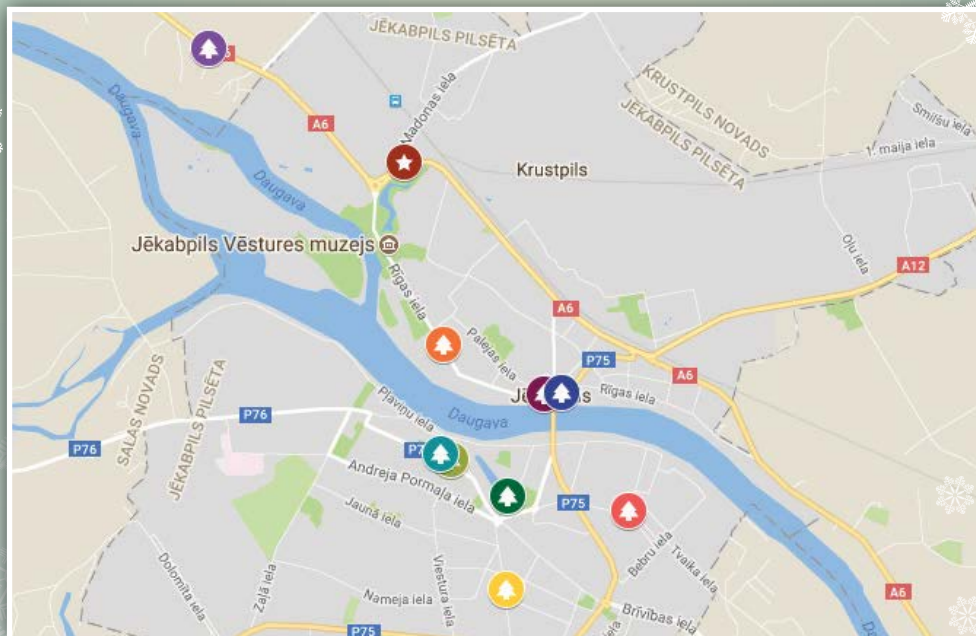 JĒKABPILS PILSĒTA
A6
Madonas iela
KRUSTPILS NOVADS
JĒKABPILS PILSĒTA
Smilšu iela
1. maija iela
Daugava
Daugava
Krustpils
Jēkabpils Vēstures muzejs
Oļu iela
A12
Rīgas iela
A6
Palejas iela
P75
A6
Rīgas iela
Daugava
Pļaviņu iela
SALAS NOVADS
JĒKABPILS PILSĒTA
P76
P76
Andreja Pormaļa iela
P75
Jaunā iela
Bebru iela
Tvaika iela
Dolomīta iela
Zaļā iela
Viestura iela
Nameja iela
Brīvības iela
A6
P75